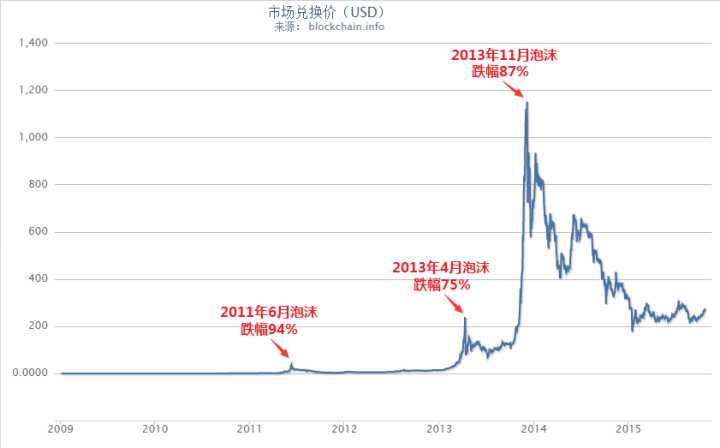 市场兑换价（USD）
来源： blockchain.info
1,400
2013年11月泡沫
跌幅87%
1,200
1,000
800
600
400
2013年4月泡沫
跌幅75%
2011年6月泡沫
跌幅94%
200
0.0000
2009 2010 2011 2012 2013 2014 2015